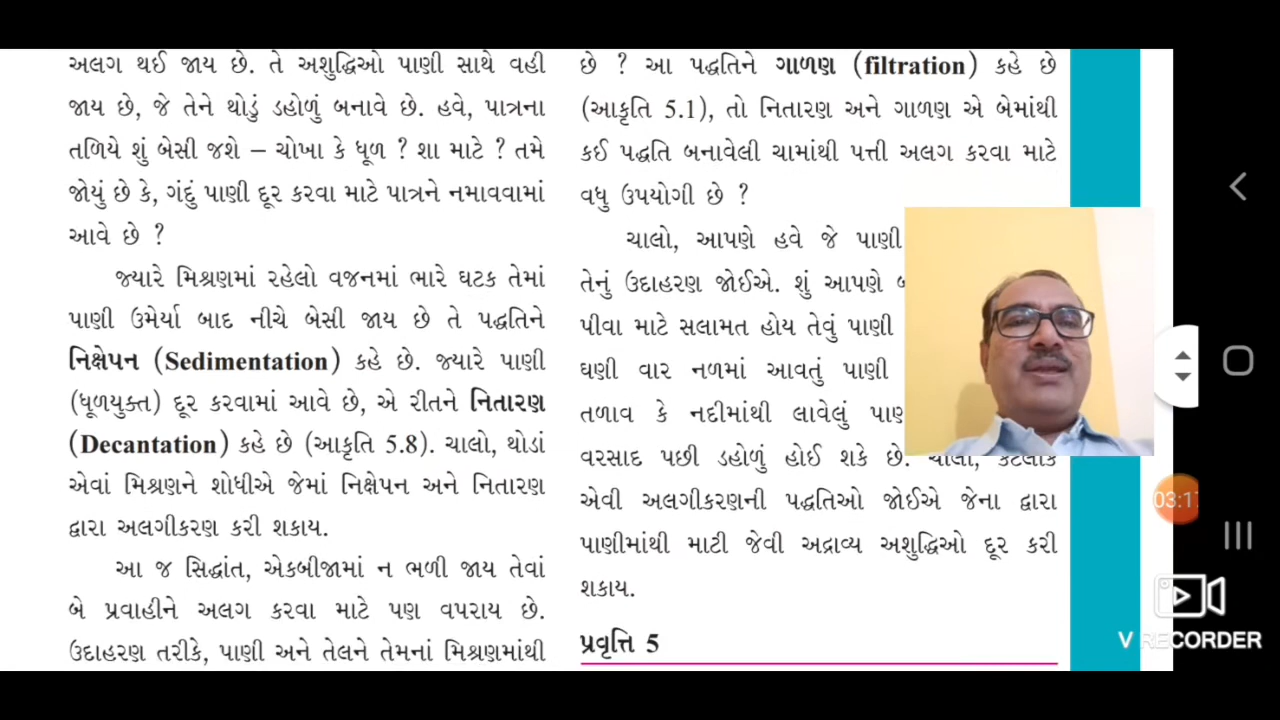 અલગ થઈ જાય છે. તે અશુદ્ધિઓ પાણી સાથે વહી
જાય છે, જે તેને થોડું ડહોળું બનાવે છે. હવે, પાત્રના
તળિયે શું બેસી જશે – ચોખા કે ધૂળ ? શા માટે ? તમે
જોયું છે કે, ગંદું પાણી દૂર કરવા માટે પાત્રને નમાવવામાં
આવે છે ?
જ્યારે મિશ્રણમાં રહેલો વજનમાં ભારે ઘટક તેમાં
પાણી ઉમેર્યા બાદ નીચે બેસી જાય છે તે પદ્ધતિને
નિક્ષેપન (Sedimentation) કહે છે. જ્યારે પાણી
(ધૂળયુક્ત) દૂર કરવામાં આવે છે, એ રીતને નિતારણ
(Decantation) કહે છે (આકૃતિ 5.8). ચાલો, થોડાં
એવાં મિશ્રણને શોધીએ જેમાં નિક્ષેપન અને નિતારણ
દ્વારા અલગીકરણ કરી શકાય.
આ જ સિદ્ધાંત, એકબીજામાં ન ભળી જાય તેવાં
બે પ્રવાહીને અલગ કરવા માટે પણ વપરાય છે.
ઉદાહરણ તરીકે, પાણી અને તેલને તેમનાં મિશ્રણમાંથી
છે ? આ પદ્ધતિને ગાળણ (filtration) કહે છે
(આકૃતિ 5.1), તો નિતારણ અને ગાળણ એ બેમાંથી
કઈ પદ્ધતિ બનાવેલી ચામાંથી પત્તી અલગ કરવા માટે
વધુ ઉપયોગી છે ?
ચાલો, આપણે હવે જે પાણી
તેનું ઉદાહરણ જોઈએ. શું આપણે
પીવા માટે સલામત હોય તેવું પાણી
ઘણી વાર નળમાં આવતું પાણી
તળાવ કે નદીમાંથી લાવેલું
વરસાદ પછી ડહોળું હોઈ શકે છે. ચાલો, કેટલીક
એવી અલગીકરણની પદ્ધતિઓ જોઈએ જેના દ્વારા
પાણીમાંથી માટી જેવી અદ્રાવ્ય અશુદ્ધિઓ દૂર કરી
શકાય.
પ્રવૃત્તિ 5
03:17
V RECORDER